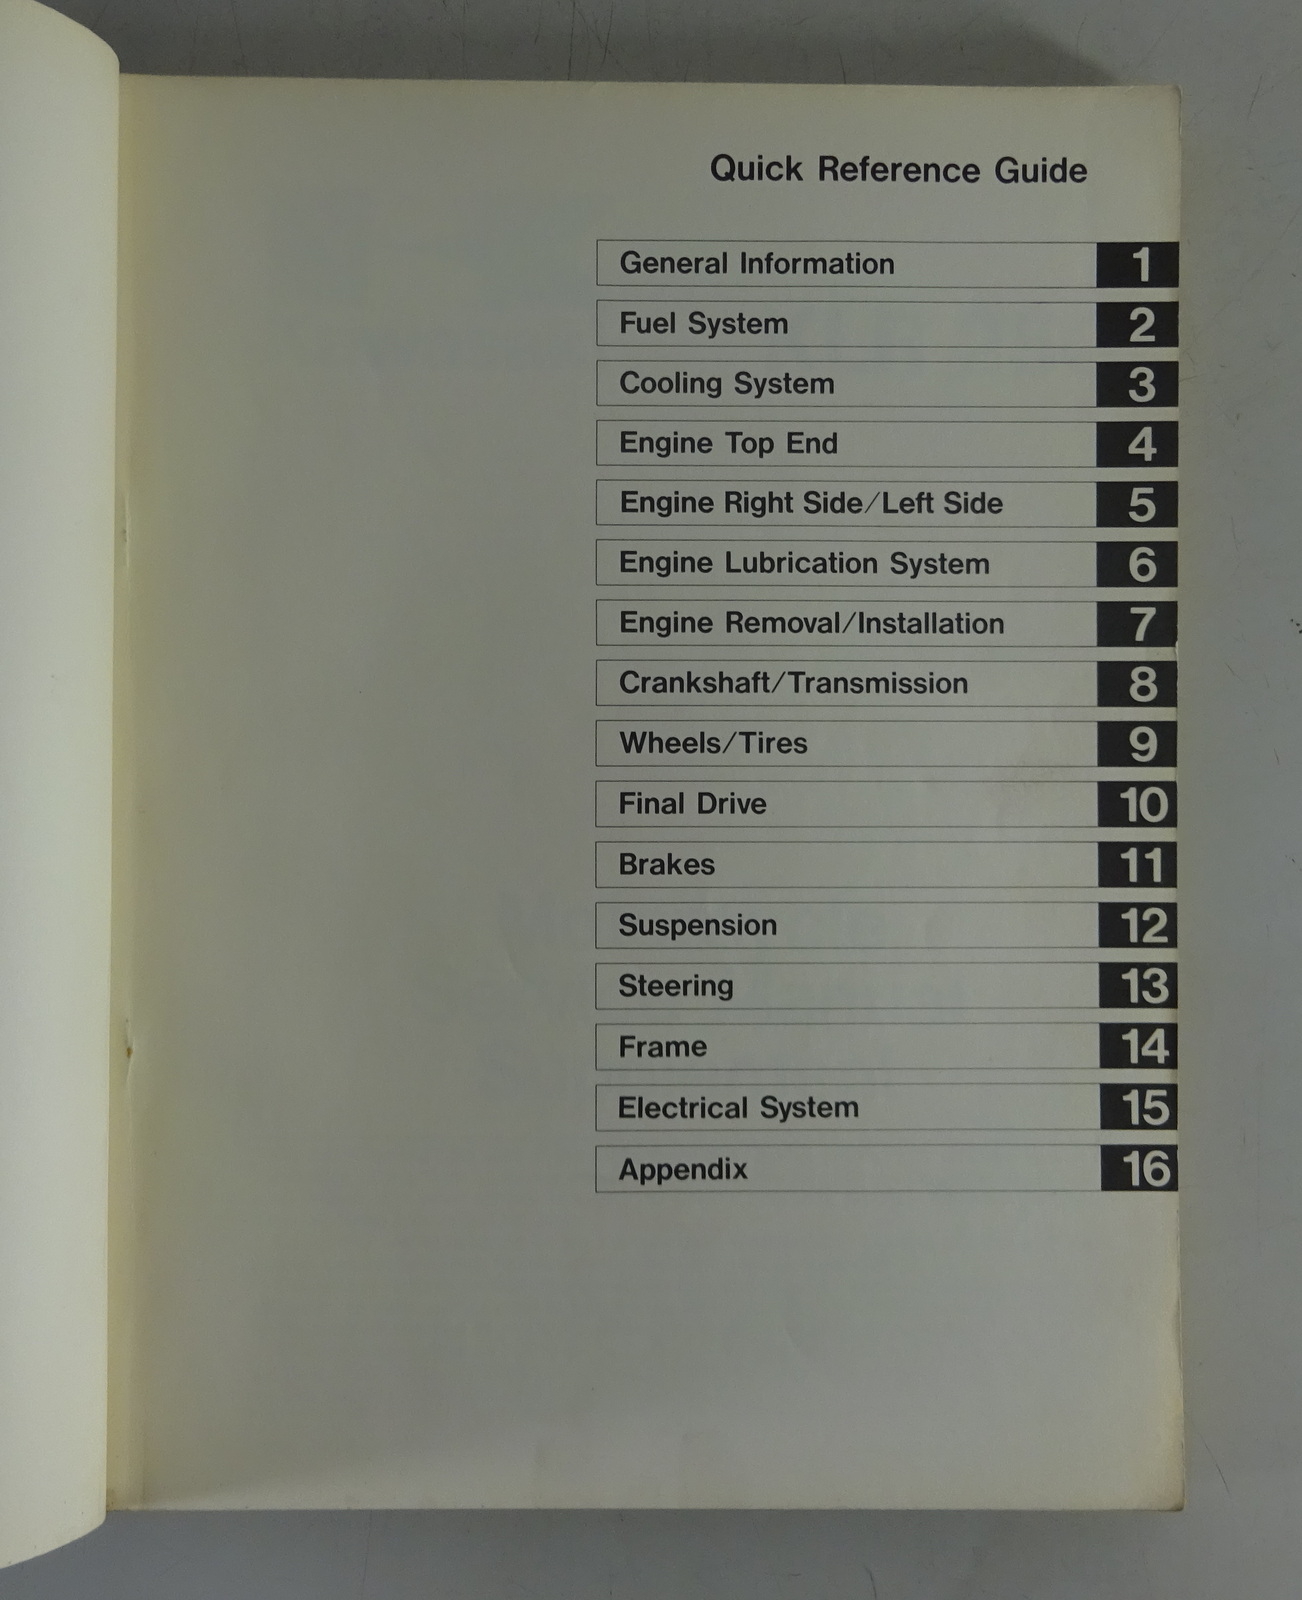 Quick Reference Guide
General Information 1
Fuel System 2
Cooling System 3
Engine Top End 4
Engine Right Side/Left Side 5
Engine Lubrication System 6
Engine Removal/Installation 7
Crankshaft/Transmission 8
Wheels/Tires 9
Final Drive 10
Brakes 11
Suspension 12
Steering 13
Frame 14
Electrical System 15
Appendix 16